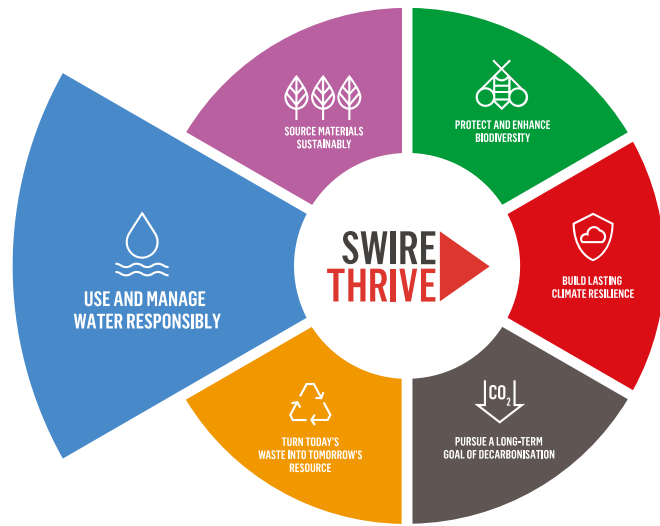 SOURCE MATERIALS
SUSTAINABLY
PROTECT AND ENHANCE
BIODIVERSITY
USE AND MANAGE
WATER RESPONSIBLY
SWIRE
THRIVE
BUILD LASTING
CLIMATE RESILIENCE
TURN TODAY'S
WASTE INTO TOMORROW'S
RESOURCE
CO₂
PURSUE A LONG-TERM
GOAL OF DECARBONISATION